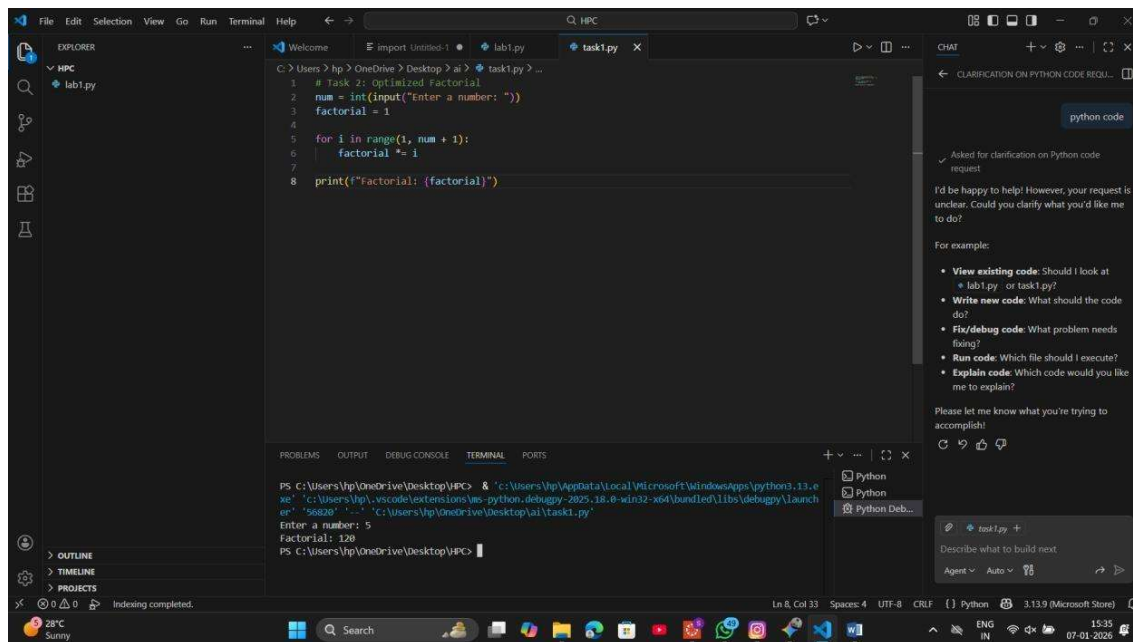 File Edit Selection View Go Run Terminal Help
HPC
EXPLORER
HPC
lab1.py
OUTLINE
TIMELINE
PROJECTS
Welcome
import Untitled-1
lab1.py
task1.py
C: > Users > hp > OneDrive > Desktop > ai > task1.py > ...
1 # Task 2: Optimized Factorial
2 num = int(input("Enter a number: "))
3 factorial = 1
4
5 for i in range(1, num + 1):
6 factorial *= i
7
8 print(f"Factorial: {factorial}")
PROBLEMS OUTPUT DEBUG CONSOLE TERMINAL PORTS
PS C:\Users\hp\OneDrive\Desktop\HPC> & 'c:\Users\hp\AppData\Local\Microsoft\WindowsApps\python3.13.e
xe' 'c:\Users\hp\.vscode\extensions\ms-python.debugpy-2025.18.0-win32-x64\bundled\libs\debugpy\launch
er' '56820' '--' 'C:\Users\hp\OneDrive\Desktop\ai\task1.py'
Enter a number: 5
Factorial: 120
PS C:\Users\hp\OneDrive\Desktop\HPC>
Python
Python
Python Deb...
CHAT
CLARIFICATION ON PYTHON CODE REQU...
python code
Asked for clarification on Python code
request
I'd be happy to help! However, your request is
unclear. Could you clarify what you'd like me
to do?
For example:
• View existing code: Should I look at
lab1.py or task1.py?
• Write new code: What should the code
do?
• Fix/debug code: What problem needs
fixing?
• Run code: Which file should I execute?
• Explain code: Which code would you like
me to explain?
Please let me know what you're trying to
accomplish!
task1.py
Describe what to build next
Agent Auto
0 0 0 Indexing completed.
Ln 8, Col 33 Spaces: 4 UTF-8 CRLF {} Python 3.13.9 (Microsoft Store)
28°C
Sunny
Search
ENG
IN
15:35
07-01-2026